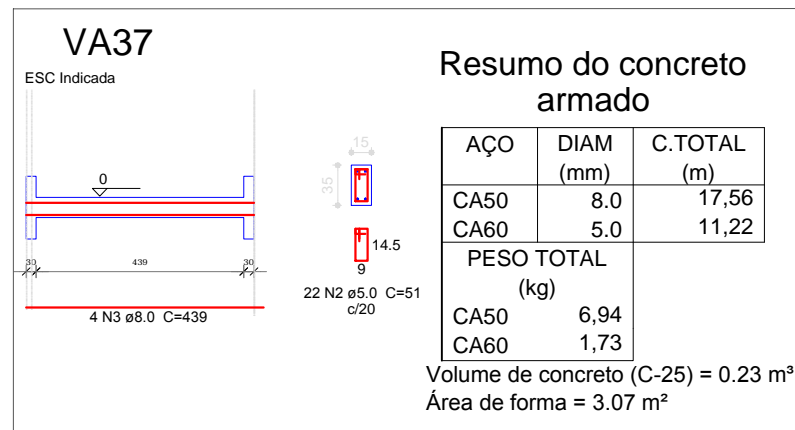 VA37
ESC Indicada
0
30 439 30
4 N3 ø8.0 C=439
15
35
14.5
9
22 N2 ø5.0 C=51
c/20
Resumo do concreto
armado
AÇO DIAM C.TOTAL
(mm) (m)
CA50 8.0 17,56
CA60 5.0 11,22
PESO TOTAL
(kg)
CA50 6,94
CA60 1,73
Volume de concreto (C-25) = 0.23 m³
Área de forma = 3.07 m²